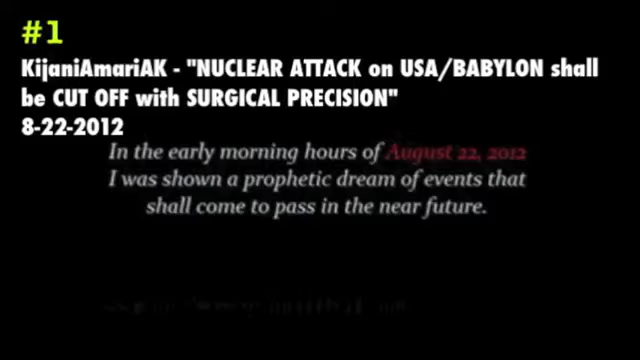 #1
KijaniAmariAK - "NUCLEAR ATTACK on USA/BABYLON shall
be CUT OFF with SURGICAL PRECISION"
8-22-2012
In the early morning hours of August 22, 2012
I was shown a prophetic dream of events that
shall come to pass in the near future.